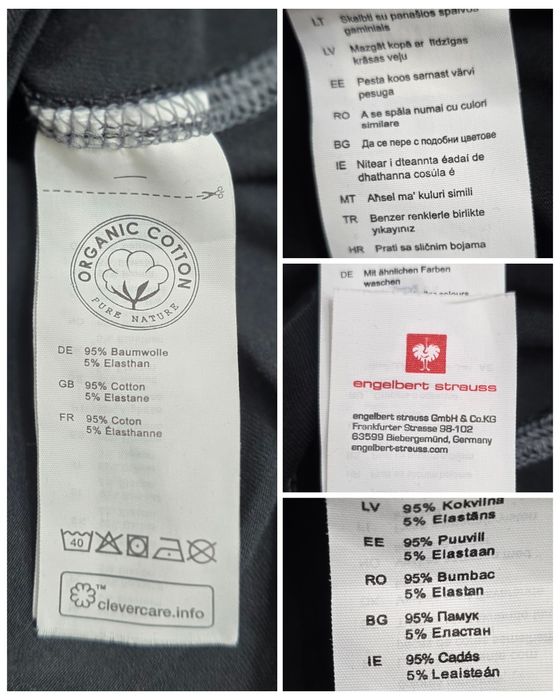 ORGANIC COTTON
PURE NATURE
DE 95% Baumwolle
5% Elasthan
GB 95% Cotton
5% Elastane
FR 95% Coton
5% Élasthanne
40
™
clevercare.info
LT Skalbti su panašios spalvos
gaminiais
LV Mazgāt kopā ar līdzīgas
krāsas veļu
EE Pesta koos sarnast värvi
pesuga
RO A se spăla numai cu culori
similare
BG Да се пере с подобни цветове
IE Nitear i dteannta éadaí de
dhathanna cosúla é
MT Aħsel ma' kuluri simili
TR Benzer renklerle birlikte
yıkayınız
HR Prati sa sličnim bojama
DE Mit ähnlichen Farben
waschen
colours
engelbert strauss
engelbert strauss GmbH & Co.KG
Frankfurter Strasse 98-102
63599 Biebergemünd, Germany
engelbert-strauss.com
LV 95% Kokvilna
5% Elastāns
EE 95% Puuvill
5% Elastaan
RO 95% Bumbac
5% Elastan
BG 95% Памук
5% Еластан
IE 95% Cadás
5% Leaisteán